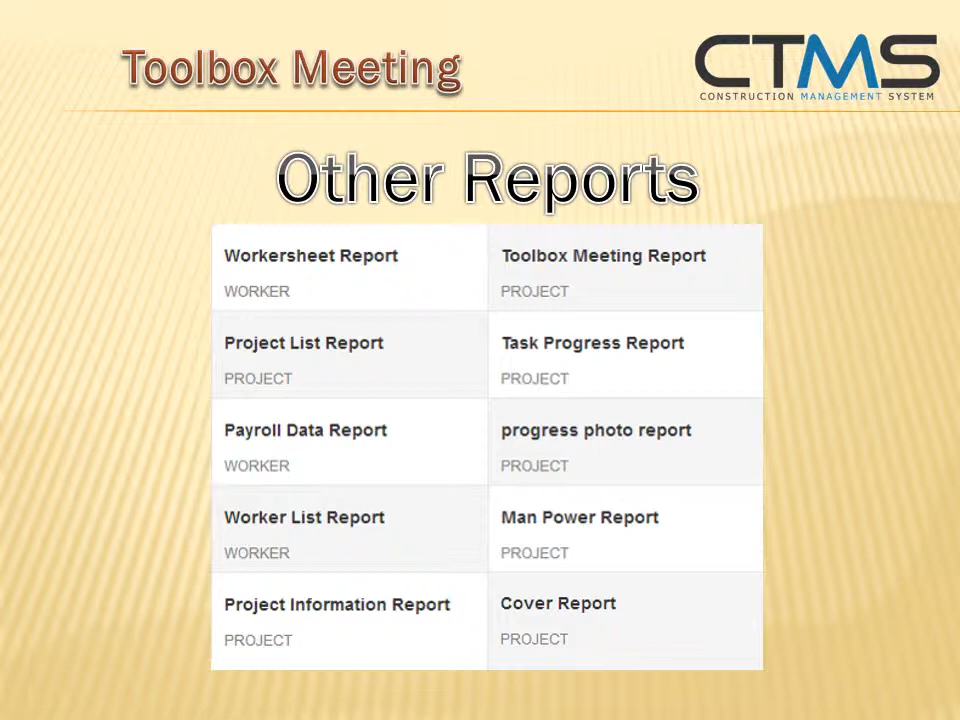 Toolbox Meeting
CTMS
CONSTRUCTION MANAGEMENT SYSTEM
Other Reports
Workersheet Report
WORKER
Toolbox Meeting Report
PROJECT
Project List Report
PROJECT
Task Progress Report
PROJECT
Payroll Data Report
WORKER
progress photo report
PROJECT
Worker List Report
WORKER
Man Power Report
PROJECT
Project Information Report
PROJECT
Cover Report
PROJECT